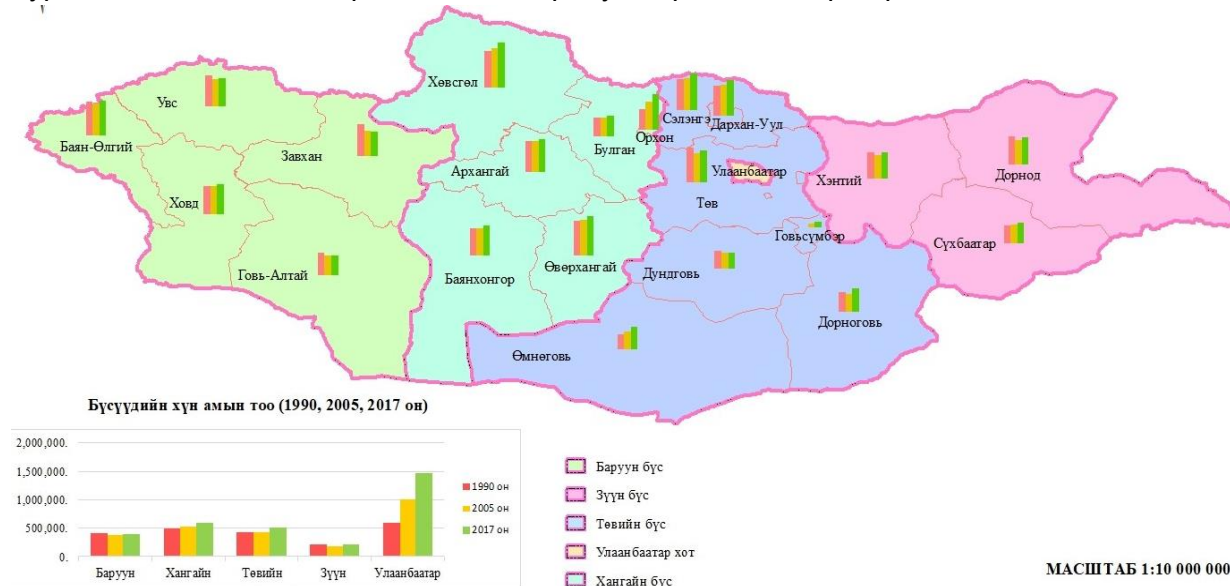 Хөвсгөл
Увс
Сэлэнгэ
Дархан-Уул
Орхон
Баян-Өлгий
Завхан
Булган
Архангай
Улаанбаатар
Хэнтий
Дорнод
Ховд
Төв
Говьсүмбэр
Сүхбаатар
Говь-Алтай
Баянхонгор
Өвөрхангай
Дундговь
Дорноговь
Өмнөговь
Бүсүүдийн хүн амын тоо (1990, 2005, 2017 он)
2,000,000.
1,500,000.
1,000,000.
500,000.
0.
Баруун Хангайн Төвийн Зүүн Улаанбаатар
1990 он
2005 он
2017 он
Баруун бүс
Зүүн бүс
Төвийн бүс
Улаанбаатар хот
Хангайн бүс
МАСШТАБ 1:10 000 000